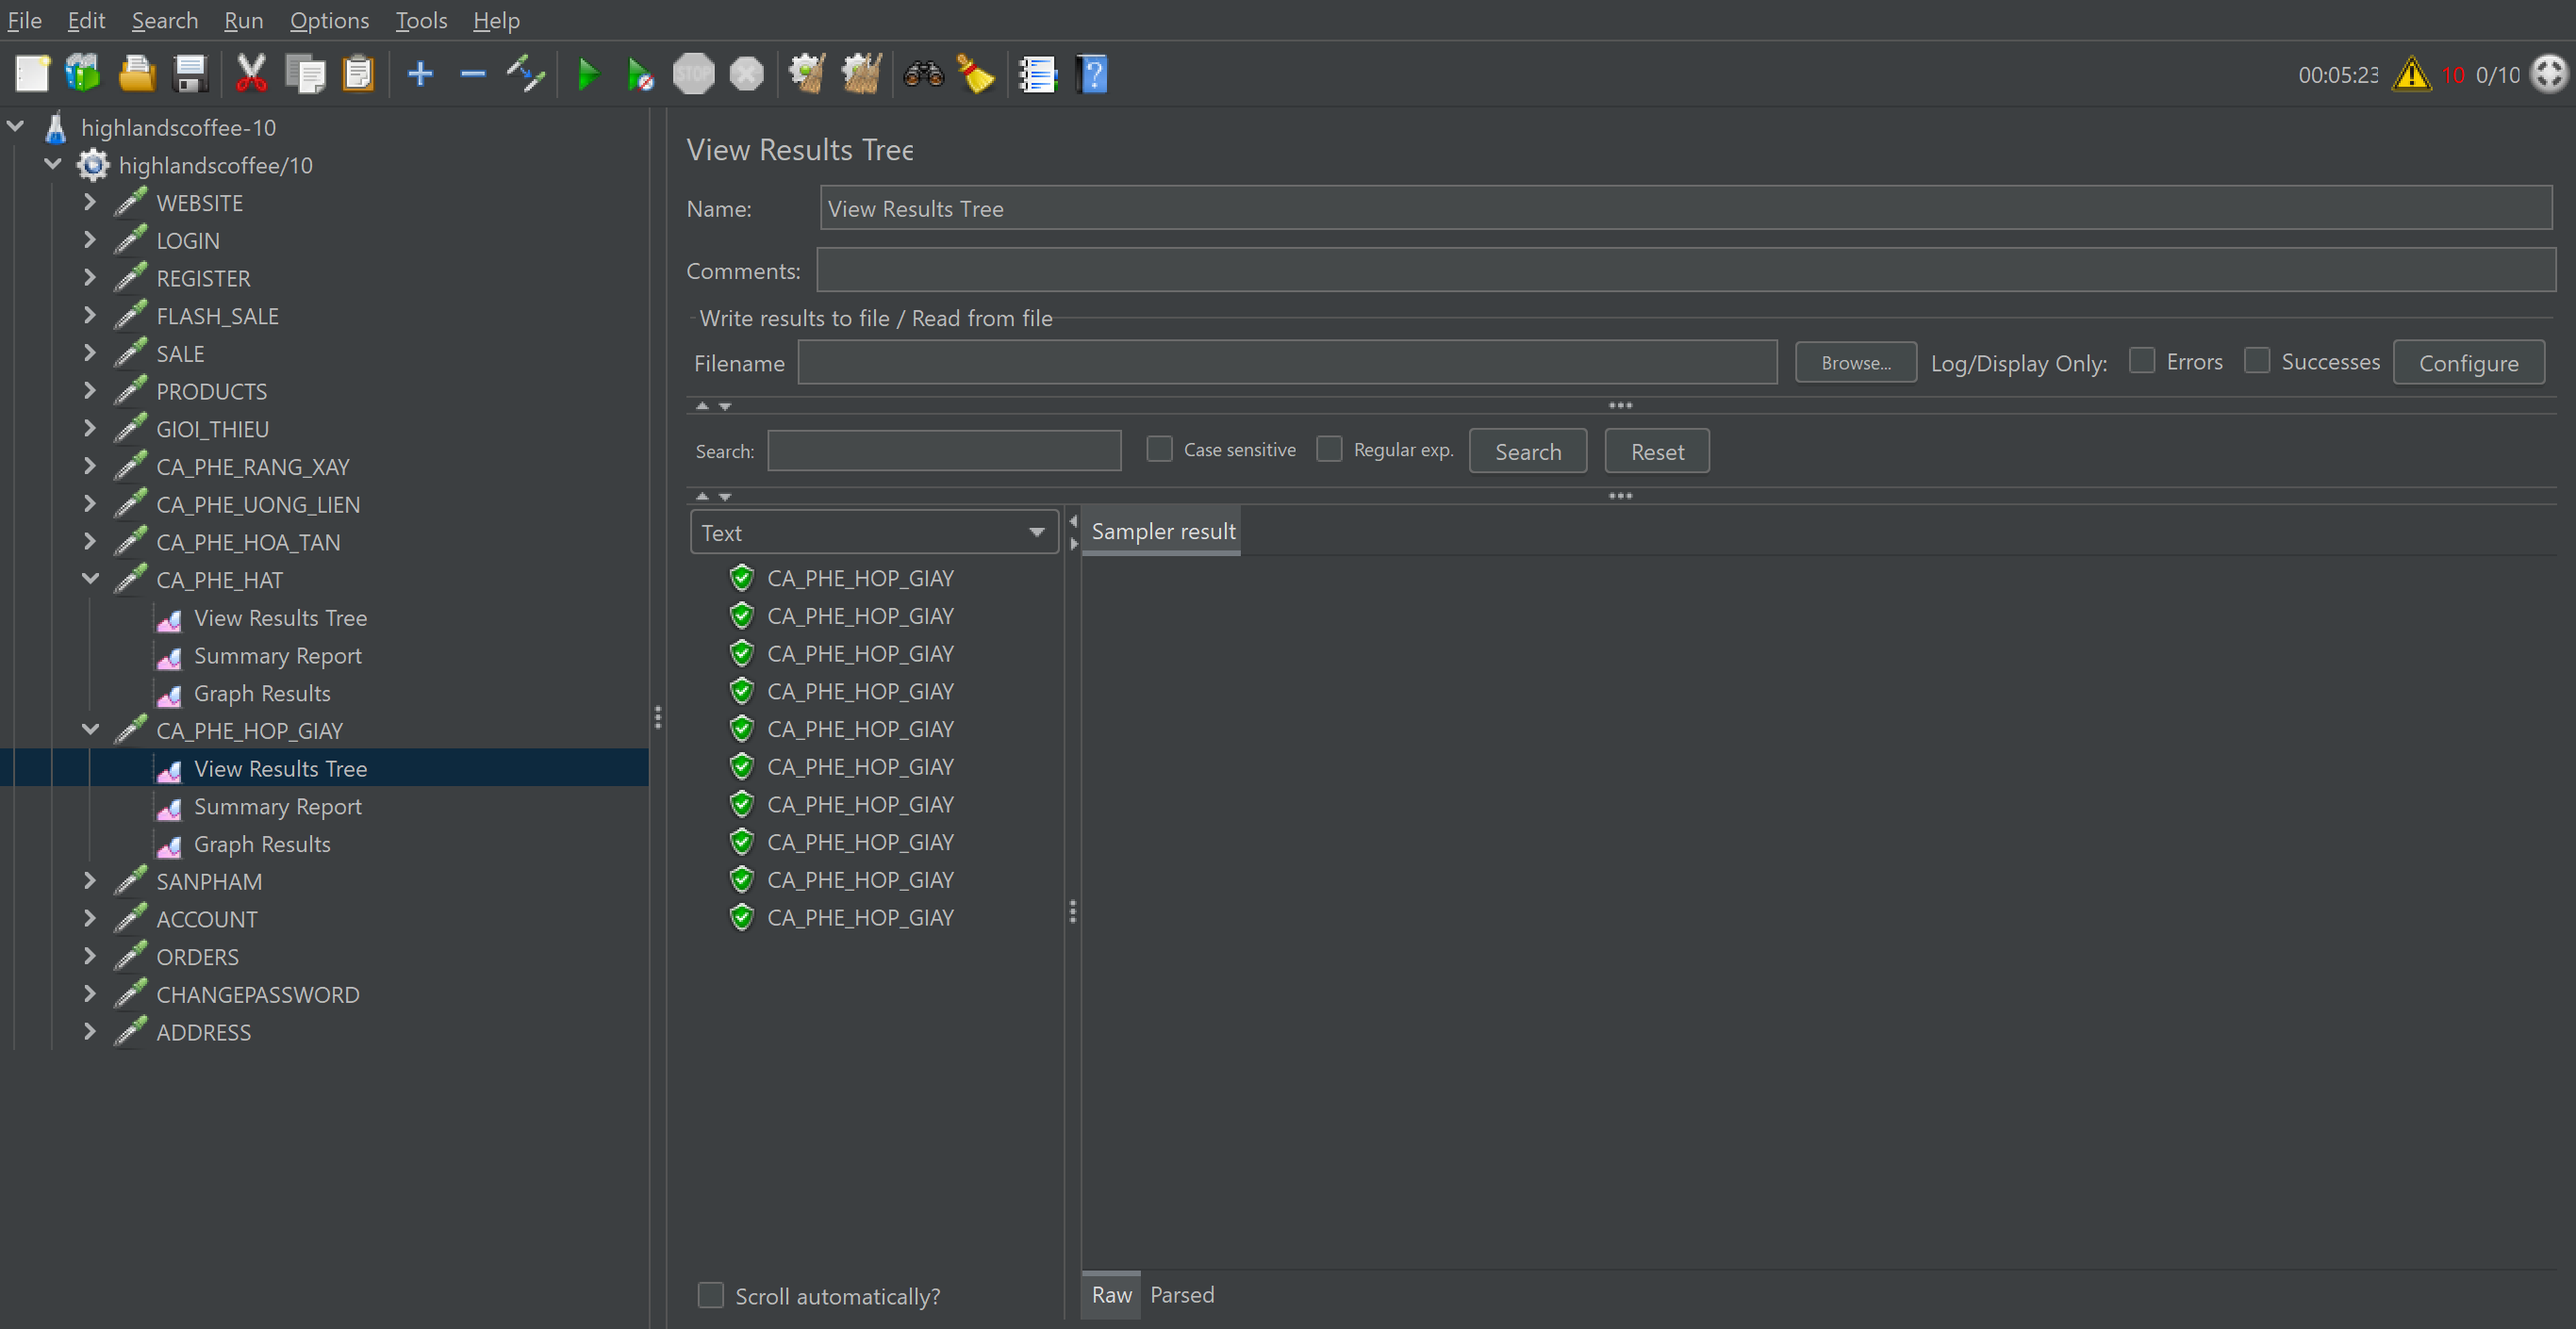 File Edit Search Run Options Tools Help
STOP
00:05:23 10 0/10
highlandscoffee-10
highlandscoffee/10
WEBSITE
LOGIN
REGISTER
FLASH_SALE
SALE
PRODUCTS
GIOI_THIEU
CA_PHE_RANG_XAY
CA_PHE_UONG_LIEN
CA_PHE_HOA_TAN
CA_PHE_HAT
View Results Tree
Summary Report
Graph Results
CA_PHE_HOP_GIAY
View Results Tree
Summary Report
Graph Results
SANPHAM
ACCOUNT
ORDERS
CHANGEPASSWORD
ADDRESS
View Results Tree
Name: View Results Tree
Comments:
Write results to file / Read from file
Filename Browse... Log/Display Only: Errors Successes Configure
Search: Case sensitive Regular exp. Search Reset
Text
Sampler result
CA_PHE_HOP_GIAY
CA_PHE_HOP_GIAY
CA_PHE_HOP_GIAY
CA_PHE_HOP_GIAY
CA_PHE_HOP_GIAY
CA_PHE_HOP_GIAY
CA_PHE_HOP_GIAY
CA_PHE_HOP_GIAY
CA_PHE_HOP_GIAY
CA_PHE_HOP_GIAY
Scroll automatically?
Raw Parsed